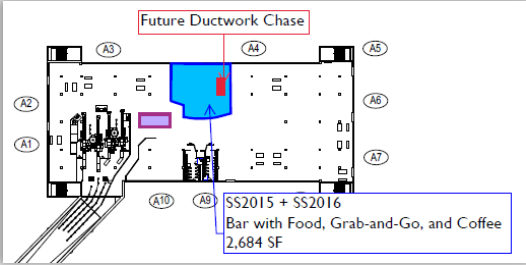 Future Ductwork Chase
A3
A4
A5
A2
A6
A1
A7
A10
A9
SS2015 + SS2016
Bar with Food, Grab-and-Go, and Coffee
2,684 SF